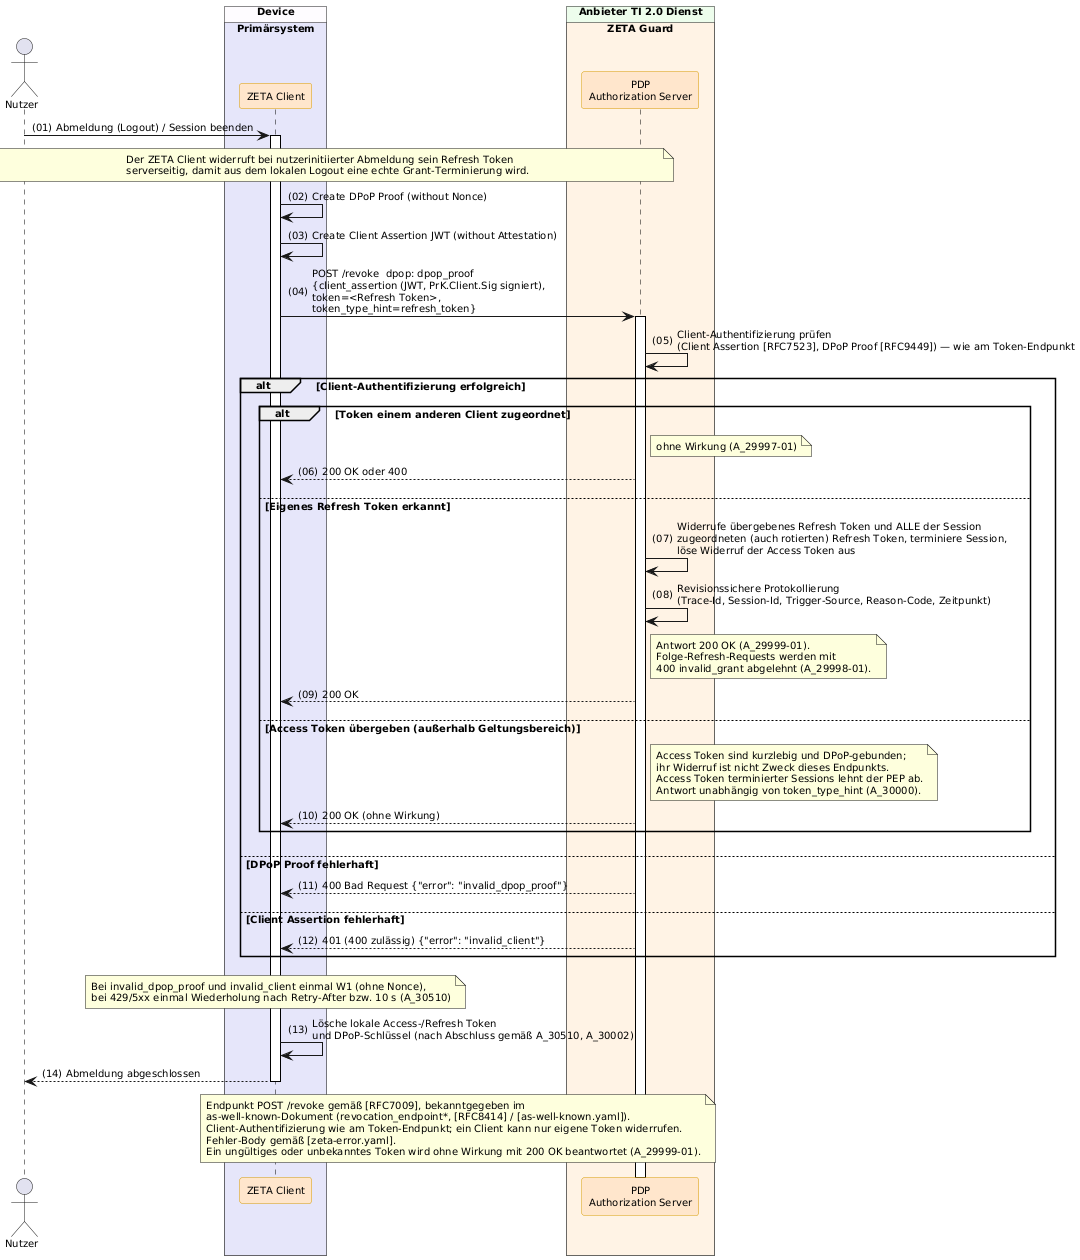 Device
Anbieter TI 2.0 Dienst
Primärsystem
ZETA Guard
Nutzer
ZETA Client
PDP
Authorization Server
(01) Abmeldung (Logout) / Session beenden
Der ZETA Client widerruft bei nutzerinitiierter Abmeldung sein Refresh Token
serverseitig, damit aus dem lokalen Logout eine echte Grant-Terminierung wird.
(02) Create DPoP Proof (without Nonce)
(03) Create Client Assertion JWT (without Attestation)
(04) POST /revoke  dpop: dpop_proof
{client_assertion (JWT, PrK.Client.Sig signiert),
token=<Refresh Token>,
token_type_hint=refresh_token}
(05) Client-Authentifizierung prüfen
(Client Assertion [RFC7523], DPoP Proof [RFC9449]) — wie am Token-Endpunkt
alt [Client-Authentifizierung erfolgreich]
alt [Token einem anderen Client zugeordnet]
ohne Wirkung (A_29997-01)
(06) 200 OK oder 400
[Eigenes Refresh Token erkannt]
(07) Widerrufe übergebenes Refresh Token und ALLE der Session
zugeordneten (auch rotierten) Refresh Token, terminiere Session,
löse Widerruf der Access Token aus
(08) Revisionssichere Protokollierung
(Trace-Id, Session-Id, Trigger-Source, Reason-Code, Zeitpunkt)
Antwort 200 OK (A_29999-01).
Folge-Refresh-Requests werden mit
400 invalid_grant abgelehnt (A_29998-01).
(09) 200 OK
[Access Token übergeben (außerhalb Geltungsbereich)]
Access Token sind kurzlebig und DPoP-gebunden;
ihr Widerruf ist nicht Zweck dieses Endpunkts.
Access Token terminierter Sessions lehnt der PEP ab.
Antwort unabhängig von token_type_hint (A_30000).
(10) 200 OK (ohne Wirkung)
[DPoP Proof fehlerhaft]
(11) 400 Bad Request {"error": "invalid_dpop_proof"}
[Client Assertion fehlerhaft]
(12) 401 (400 zulässig) {"error": "invalid_client"}
Bei invalid_dpop_proof und invalid_client einmal W1 (ohne Nonce),
bei 429/5xx einmal Wiederholung nach Retry-After bzw. 10 s (A_30510)
(13) Lösche lokale Access-/Refresh Token
und DPoP-Schlüssel (nach Abschluss gemäß A_30510, A_30002)
(14) Abmeldung abgeschlossen
Endpunkt POST /revoke gemäß [RFC7009], bekanntgegeben im
as-well-known-Dokument (revocation_endpoint*, [RFC8414] / [as-well-known.yaml]).
Client-Authentifizierung wie am Token-Endpunkt; ein Client kann nur eigene Token widerrufen.
Fehler-Body gemäß [zeta-error.yaml].
Ein ungültiges oder unbekanntes Token wird ohne Wirkung mit 200 OK beantwortet (A_29999-01).
Nutzer
ZETA Client
PDP
Authorization Server